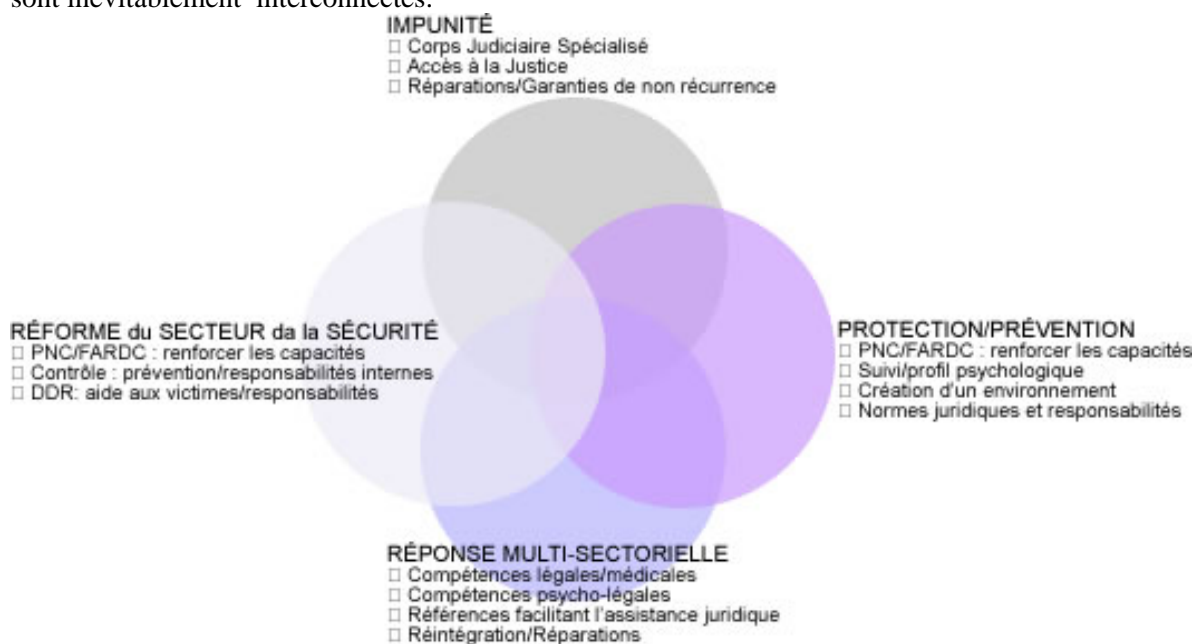 sont inévitablement interconnectés.
IMPUNITÉ
□ Corps Judiciaire Spécialisé
□ Accès à la Justice
□ Réparations/Garanties de non récurrence
RÉFORME du SECTEUR da la SÉCURITÉ
□ PNC/FARDC : renforcer les capacités
□ Contrôle : prévention/responsabilités internes
□ DDR: aide aux victimes/responsabilités
PROTECTION/PRÉVENTION
□ PNC/FARDC : renforcer les capacités
□ Suivi/profil psychologique
□ Création d'un environnement
□ Normes juridiques et responsabilités
RÉPONSE MULTI-SECTORIELLE
□ Compétences légales/médicales
□ Compétences psycho-légales
□ Références facilitant l'assistance juridique
□ Réintégration/Réparations